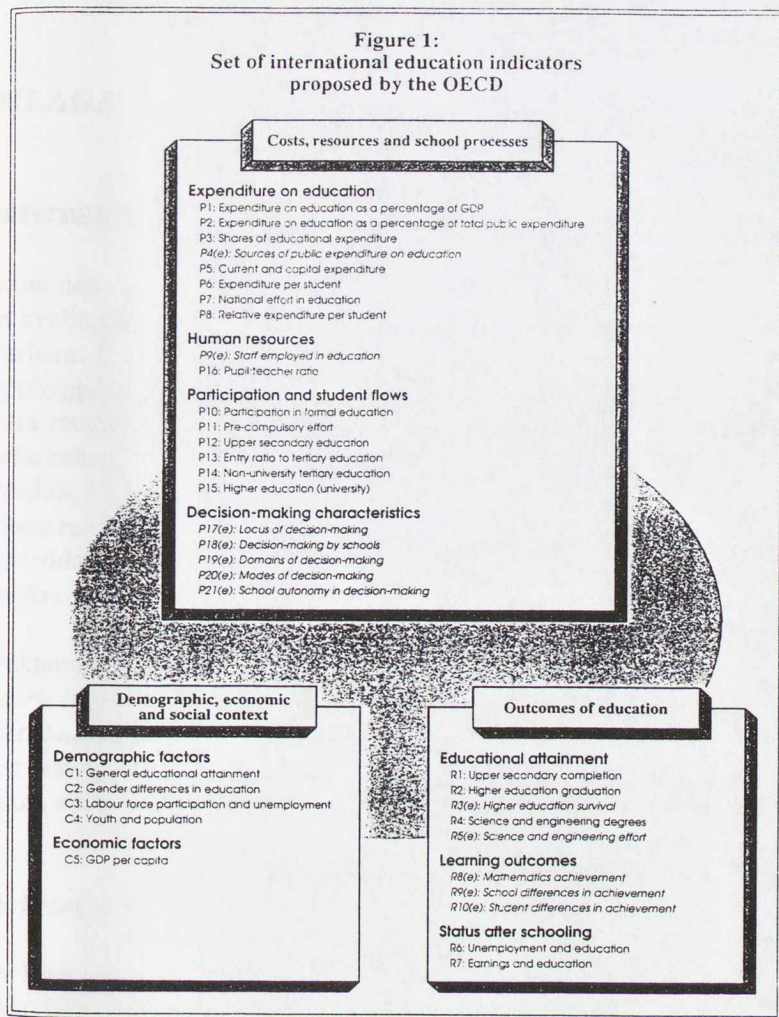 Figure 1:
Set of international education indicators
proposed by the OECD
Costs, resources and school processes
Expenditure on education
P1: Expenditure on education as a percentage of GDP
P2: Expenditure on education as a percentage of total public expenditure
P3: Shares of educational expenditure
P4(e): Sources of public expenditure on education
P5: Current and capital expenditure
P6: Expenditure per student
P7: National effort in education
P8: Relative expenditure per student
Human resources
P9(e): Staff employed in education
P16: Pupil-teacher ratio
Participation and student flows
P10: Participation in formal education
P11: Pre-compulsory effort
P12: Upper secondary education
P13: Entry ratio to tertiary education
P14: Non-university tertiary education
P15: Higher education (university)
Decision-making characteristics
P17(e): Locus of decision-making
P18(e): Decision-making by schools
P19(e): Domains of decision-making
P20(e): Modes of decision-making
P21(e): School autonomy in decision-making
Demographic, economic
and social context
Demographic factors
C1: General educational attainment
C2: Gender differences in education
C3: Labour force participation and unemployment
C4: Youth and population
Economic factors
C5: GDP per capita
Outcomes of education
Educational attainment
R1: Upper secondary completion
R2: Higher education graduation
R3(e): Higher education survival
R4: Science and engineering degrees
R5(e): Science and engineering effort
Learning outcomes
R8(e): Mathematics achievement
R9(e): School differences in achievement
R10(e): Student differences in achievement
Status after schooling
R6: Unemployment and education
R7: Earnings and education